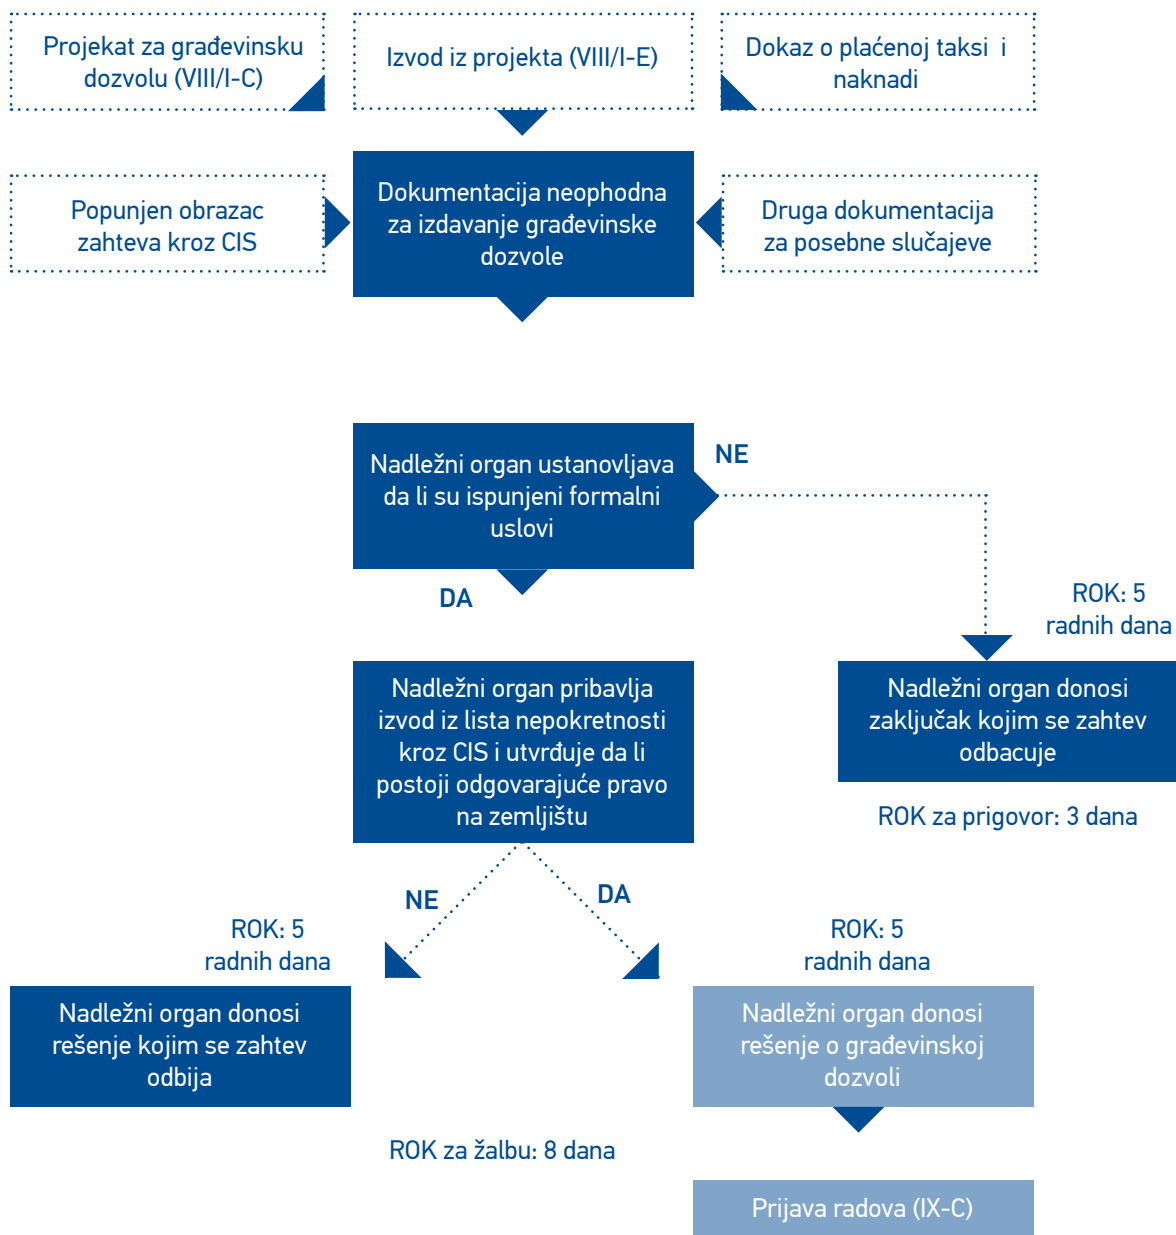 Projekat za građevinsku
dozvolu (VIII/I-C)
Izvod iz projekta (VIII/I-E)
Dokaz o plaćenoj taksi i
naknadi
Popunjen obrazac
zahteva kroz CIS
Dokumentacija neophodna
za izdavanje građevinske
dozvole
Druga dokumentacija
za posebne slučajeve
Nadležni organ ustanovljava
da li su ispunjeni formalni
uslovi
NE
DA
ROK: 5
radnih dana
Nadležni organ pribavlja
izvod iz lista nepokretnosti
kroz CIS i utvrđuje da li
postoji odgovarajuće pravo
na zemljištu
Nadležni organ donosi
zaključak kojim se zahtev
odbacuje
ROK za prigovor: 3 dana
NE
DA
ROK: 5
radnih dana
ROK: 5
radnih dana
Nadležni organ donosi
rešenje kojim se zahtev
odbija
Nadležni organ donosi
rešenje o građevinskoj
dozvoli
ROK za žalbu: 8 dana
Prijava radova (IX-C)